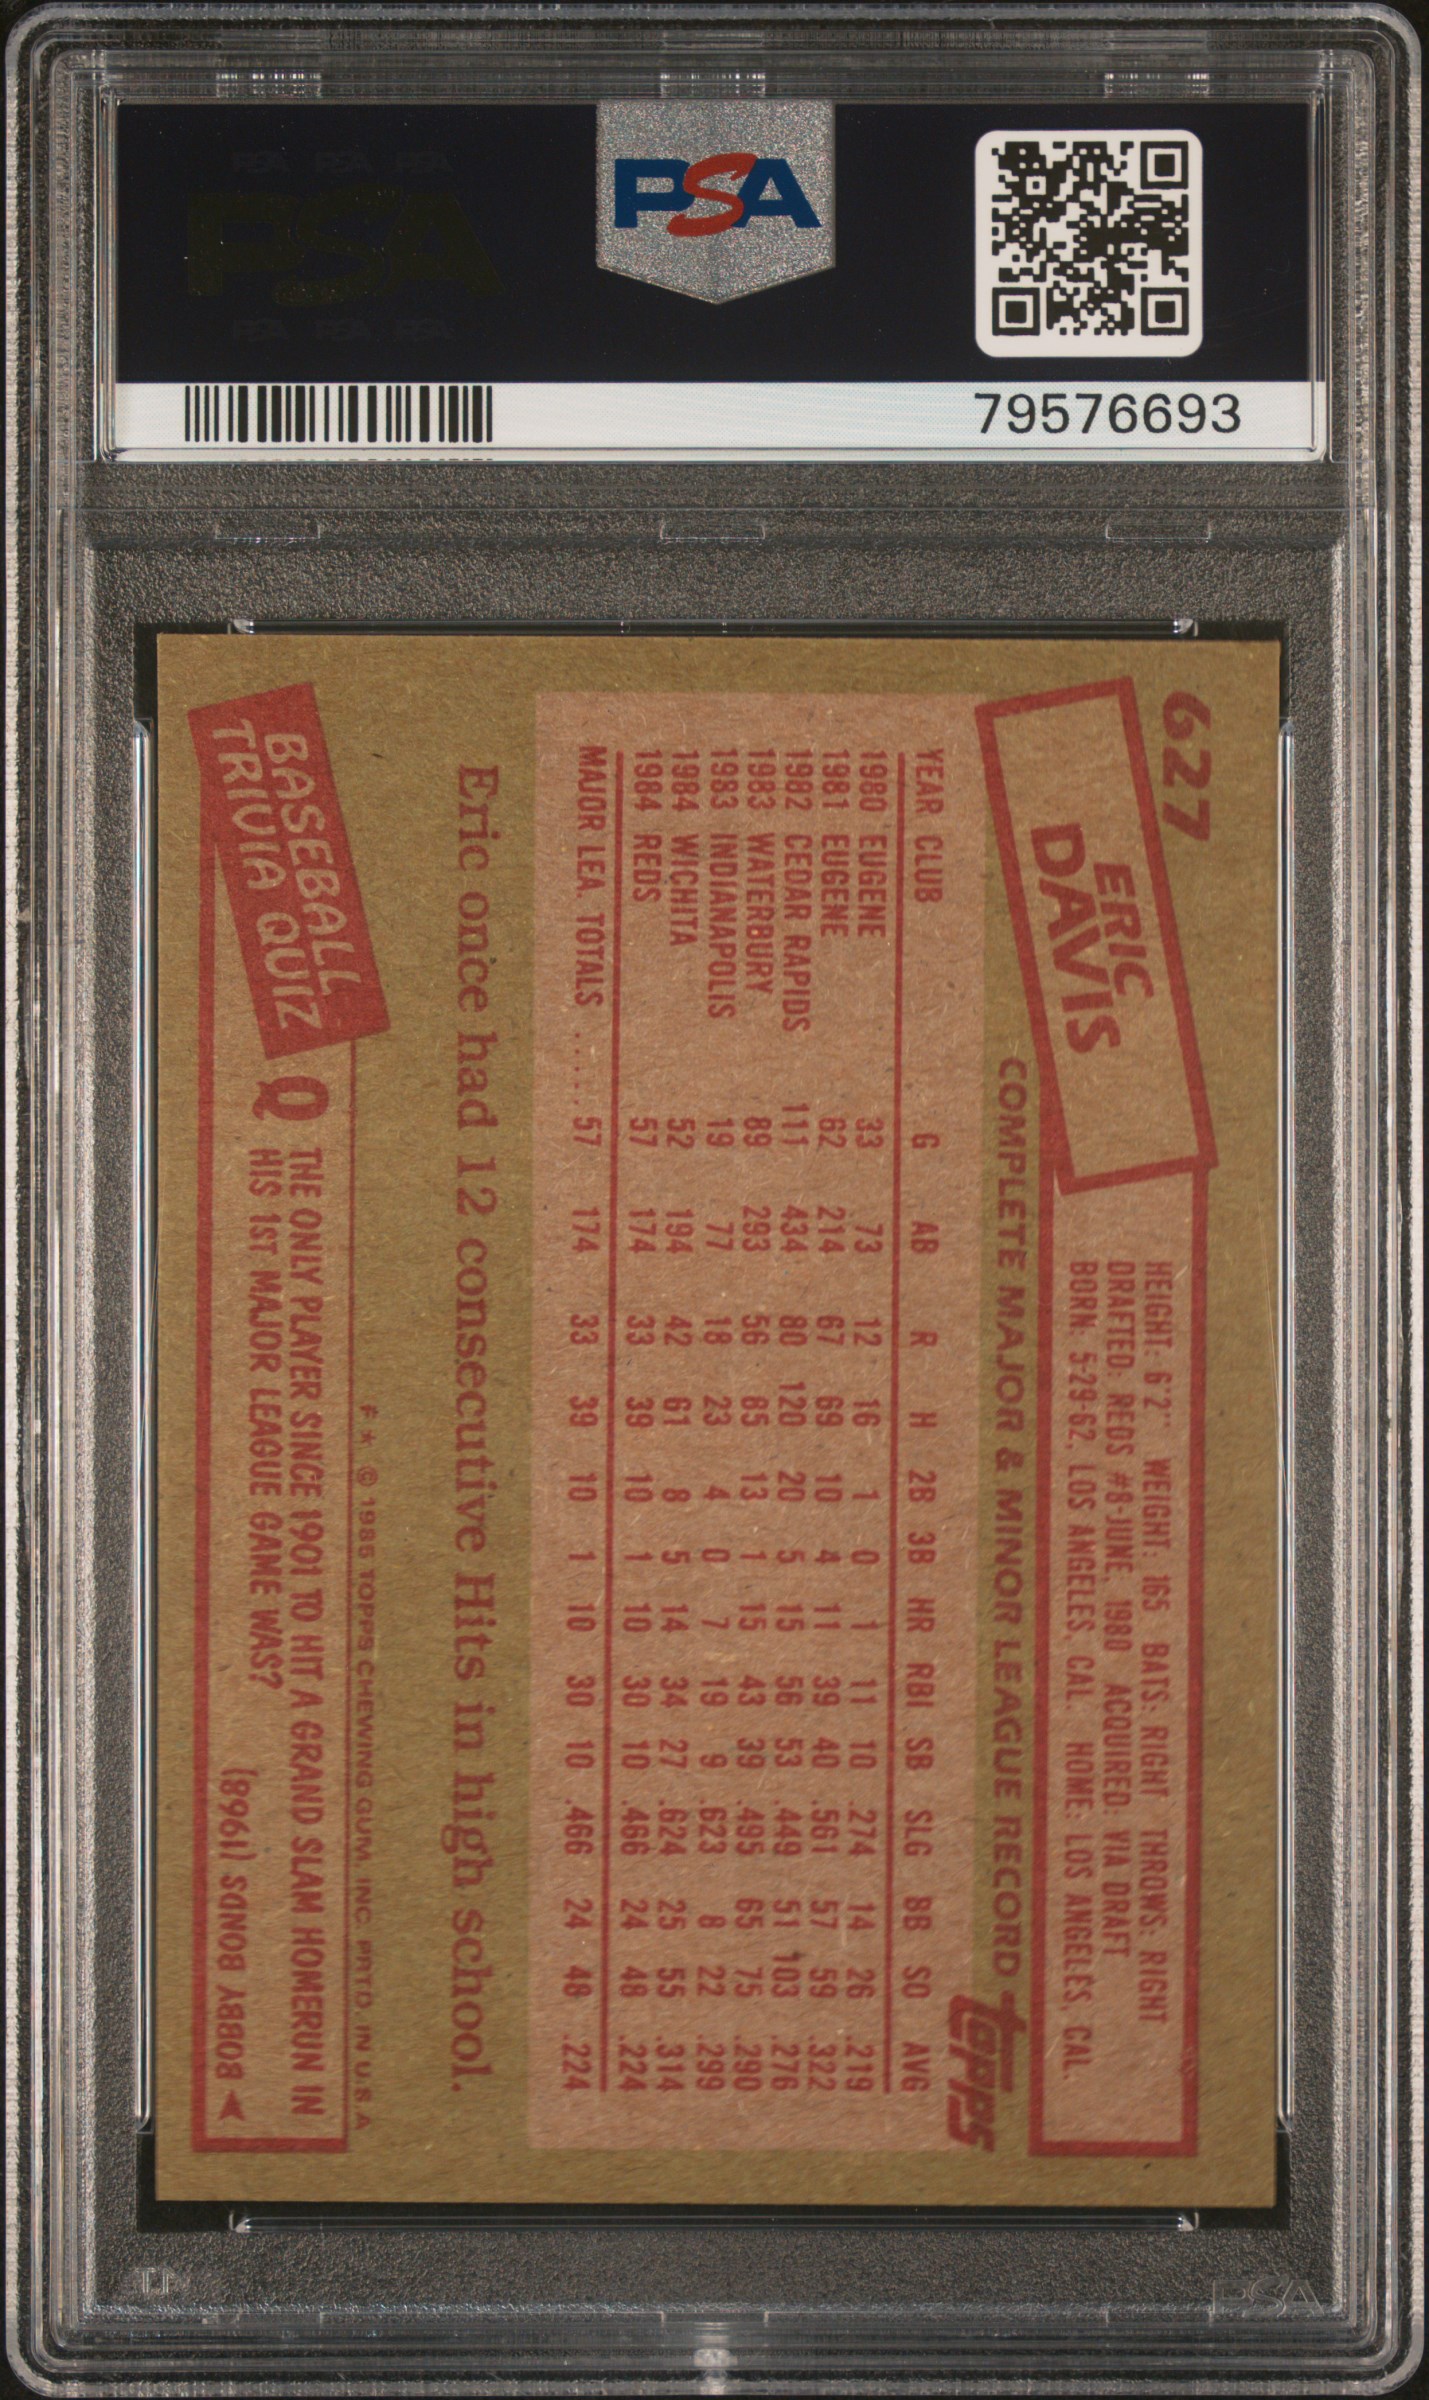 PSA
79576693
627
ERIC
DAVIS
HEIGHT: 6'2" WEIGHT: 165 BATS: RIGHT THROWS: RIGHT
DRAFTED: REDS #8-JUNE, 1980 ACQUIRED: VIA DRAFT
BORN: 5-29-62, LOS ANGELES, CAL. HOME: LOS ANGELES, CAL.
COMPLETE MAJOR & MINOR LEAGUE RECORD
topps
YEAR CLUB G AB R H 2B 3B HR RBI SB SLG BB SO AVG
1980 EUGENE 33 73 12 16 1 0 1 11 10 .274 14 26 .219
1981 EUGENE 62 214 67 69 10 4 11 39 40 .561 57 59 .322
1982 CEDAR RAPIDS 111 434 80 120 20 5 15 56 53 .449 51 103 .276
1983 WATERBURY 89 293 56 85 13 1 15 43 39 .495 65 75 .290
1983 INDIANAPOLIS 19 77 18 23 4 0 7 19 9 .623 8 22 .299
1984 WICHITA 52 194 42 61 8 5 14 34 27 .624 25 55 .314
1984 REDS 57 174 33 39 10 1 10 30 10 .466 24 48 .224
MAJOR LEA. TOTALS ..... 57 174 33 39 10 1 10 30 10 .466 24 48 .224
Eric once had 12 consecutive Hits in high school.
F * © 1985 TOPPS CHEWING GUM, INC. PRTD. IN U.S.A.
BASEBALL
TRIVIA QUIZ
Q THE ONLY PLAYER SINCE 1901 TO HIT A GRAND SLAM HOMERUN IN
HIS 1ST MAJOR LEAGUE GAME WAS?
BOBBY BONDS (1968)
PSA